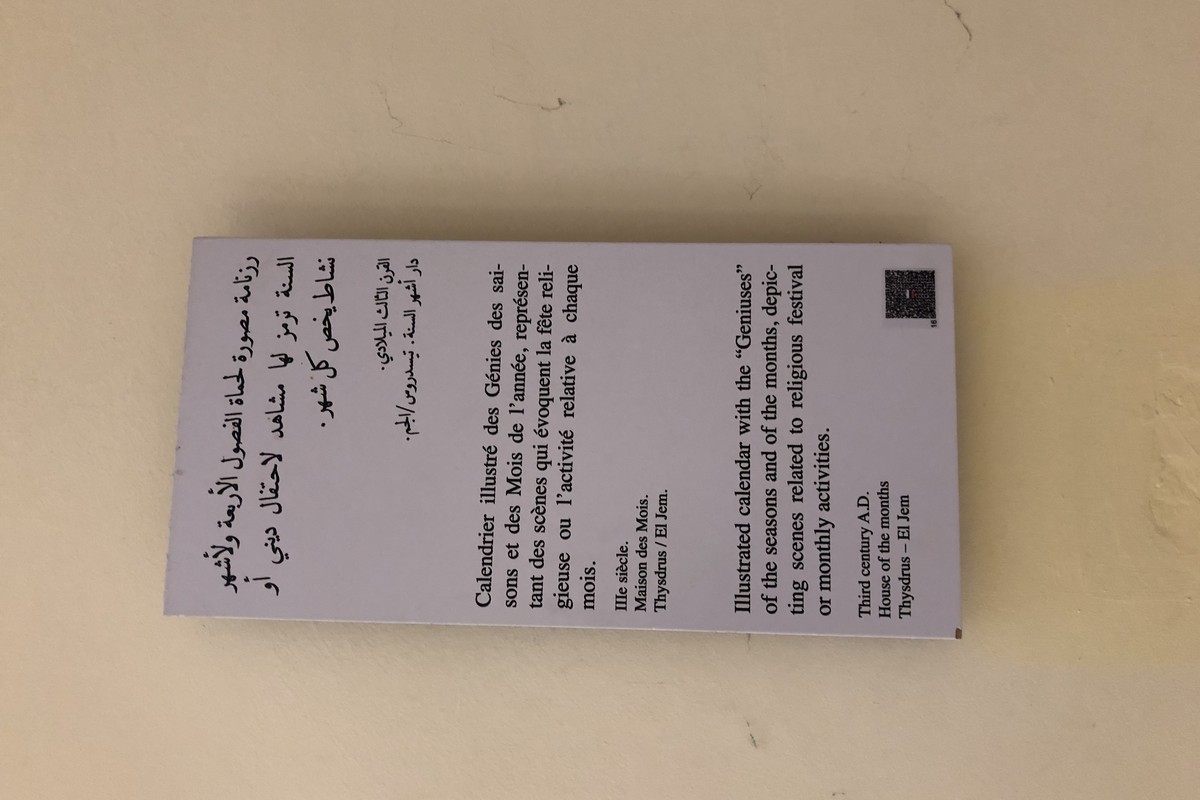 رزنامة مصورة لحماة الفصول الأربعة ولأشهر
السنة ترمز لها مشاهد لاحتفال ديني أو
نشاط يخص كل شهر.
القرن الثالث الميلادي.
دار أشهر السنة. تيسدروس/الجم.
Calendrier illustré des Génies des sai-
sons et des Mois de l'année, représen-
tant des scènes qui évoquent la fête reli-
gieuse ou l'activité relative à chaque
mois.
IIIe siècle.
Maison des Mois.
Thysdrus / El Jem.
Illustrated calendar with the “Geniuses”
of the seasons and of the months, depic-
ting scenes related to religious festival
or monthly activities.
Third century A.D.
House of the months
Thysdrus – El Jem
16